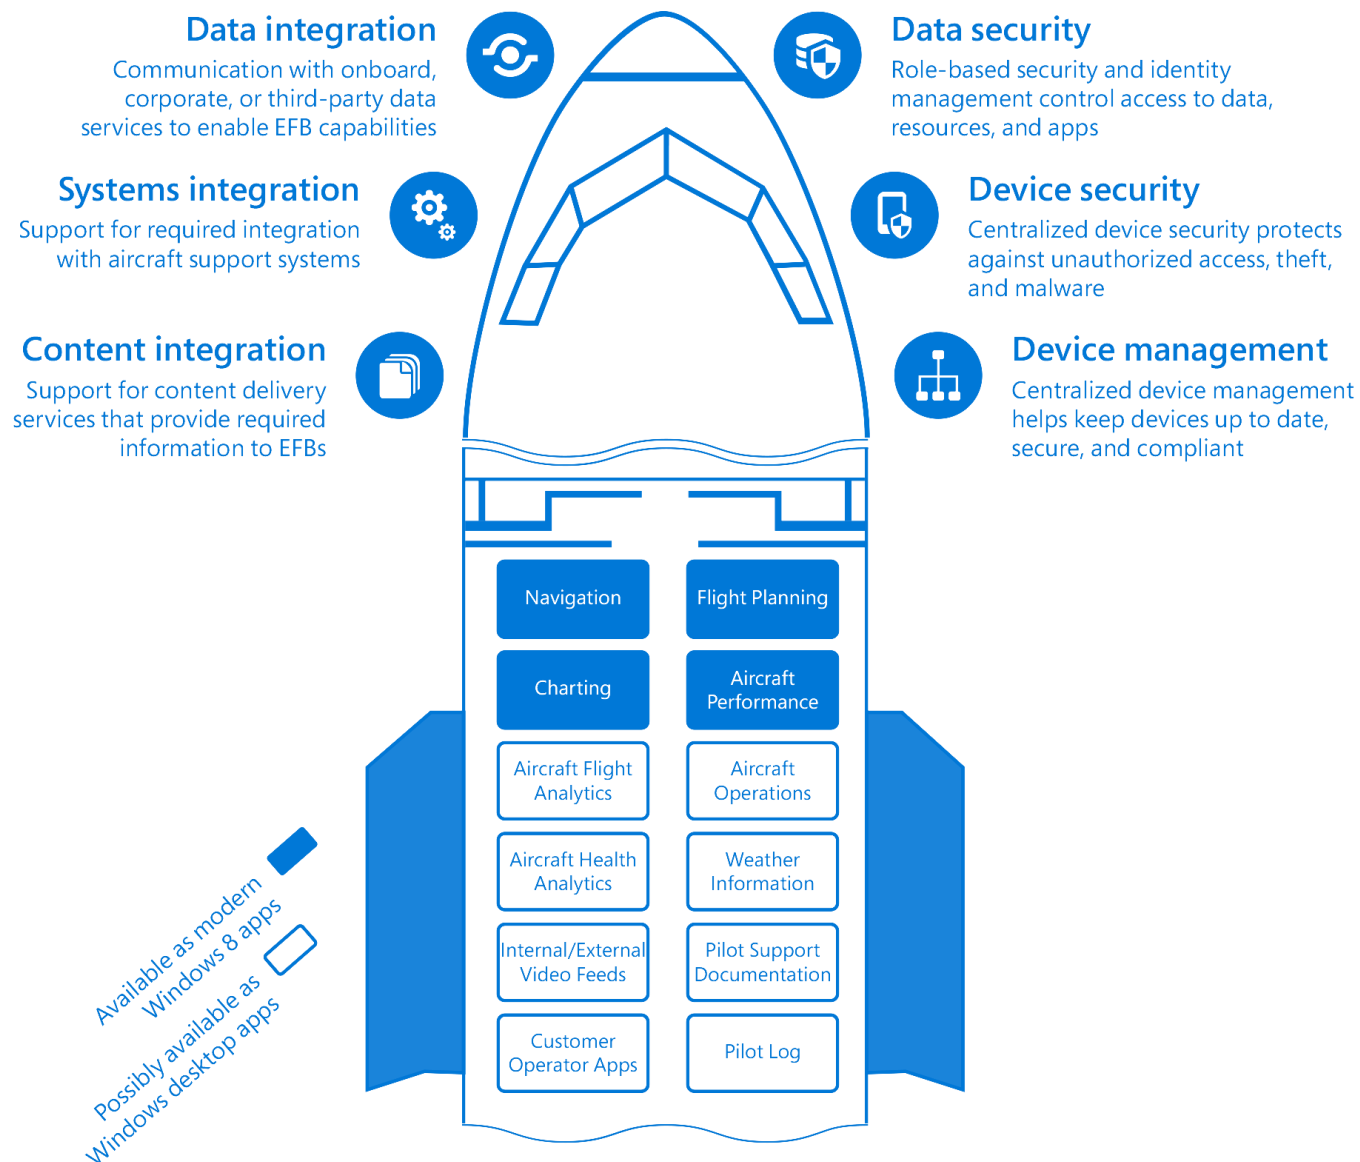 Data integration
Communication with onboard,
corporate, or third-party data
services to enable EFB capabilities
Systems integration
Support for required integration
with aircraft support systems
Content integration
Support for content delivery
services that provide required
information to EFBs
Data security
Role-based security and identity
management control access to data,
resources, and apps
Device security
Centralized device security protects
against unauthorized access, theft,
and malware
Device management
Centralized device management
helps keep devices up to date,
secure, and compliant
Navigation
Flight Planning
Charting
Aircraft
Performance
Aircraft Flight
Analytics
Aircraft
Operations
Aircraft Health
Analytics
Weather
Information
Internal/External
Video Feeds
Pilot Support
Documentation
Customer
Operator Apps
Pilot Log
Available as modern
Windows 8 apps
Possibly available as
Windows desktop apps